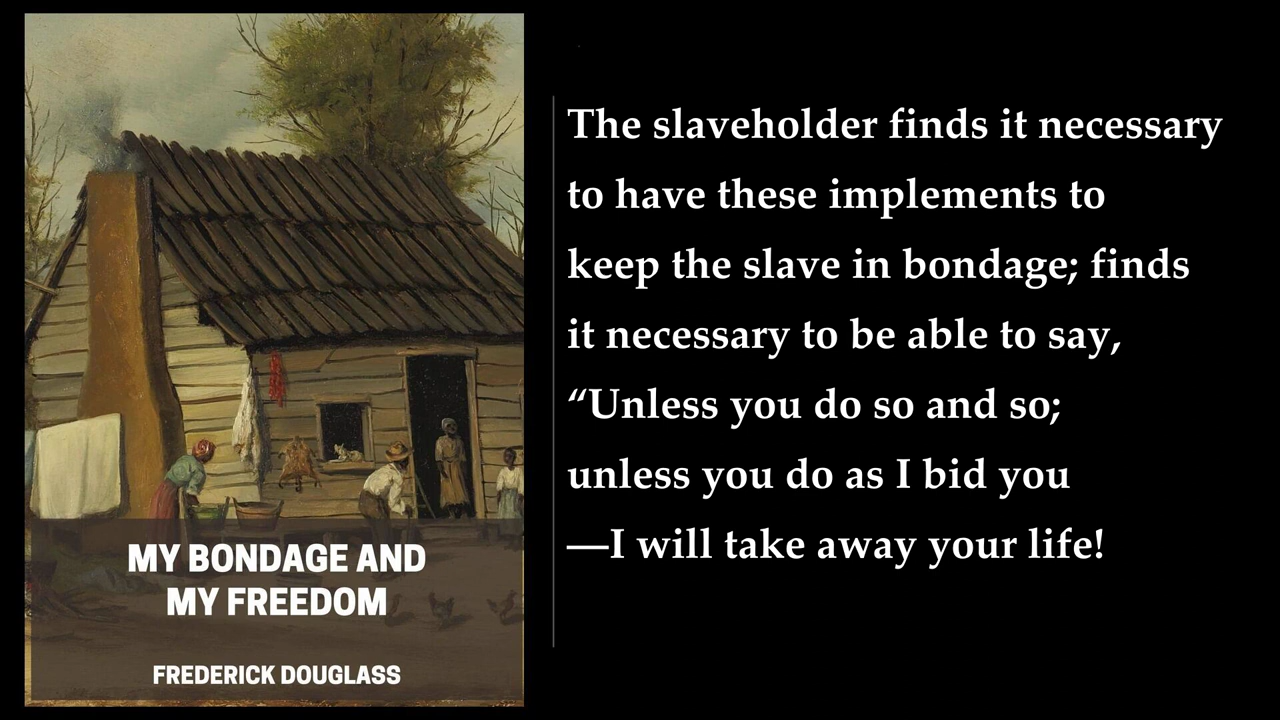 MY BONDAGE AND
MY FREEDOM
FREDERICK DOUGLASS
The slaveholder finds it necessary
to have these implements to
keep the slave in bondage; finds
it necessary to be able to say,
“Unless you do so and so;
unless you do as I bid you
—I will take away your life!